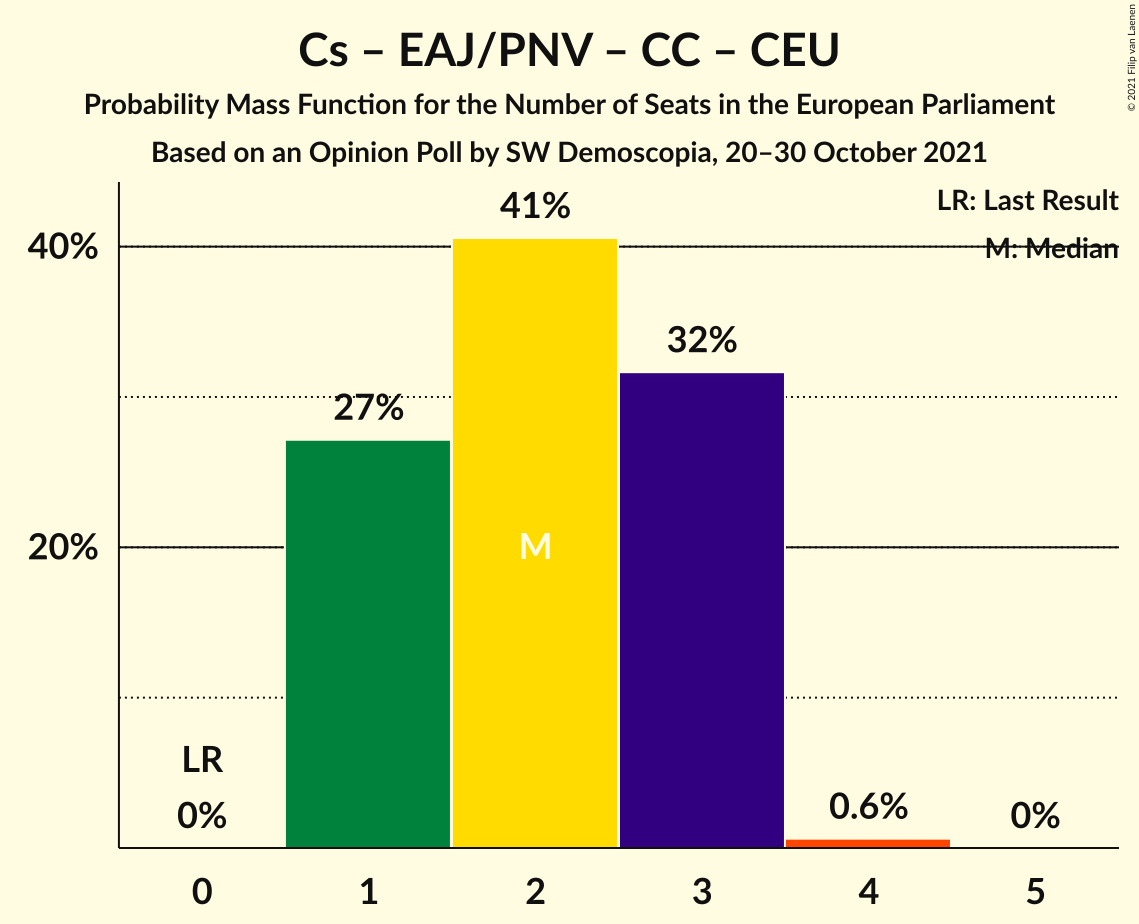 Cs – EAJ/PNV – CC – CEU
Probability Mass Function for the Number of Seats in the European Parliament
Based on an Opinion Poll by SW Demoscopia, 20–30 October 2021
© 2021 Filip van Laenen
LR: Last Result
M: Median
41%
40%
32%
27%
20%
M
LR
0%
0.6%
0%
0 1 2 3 4 5